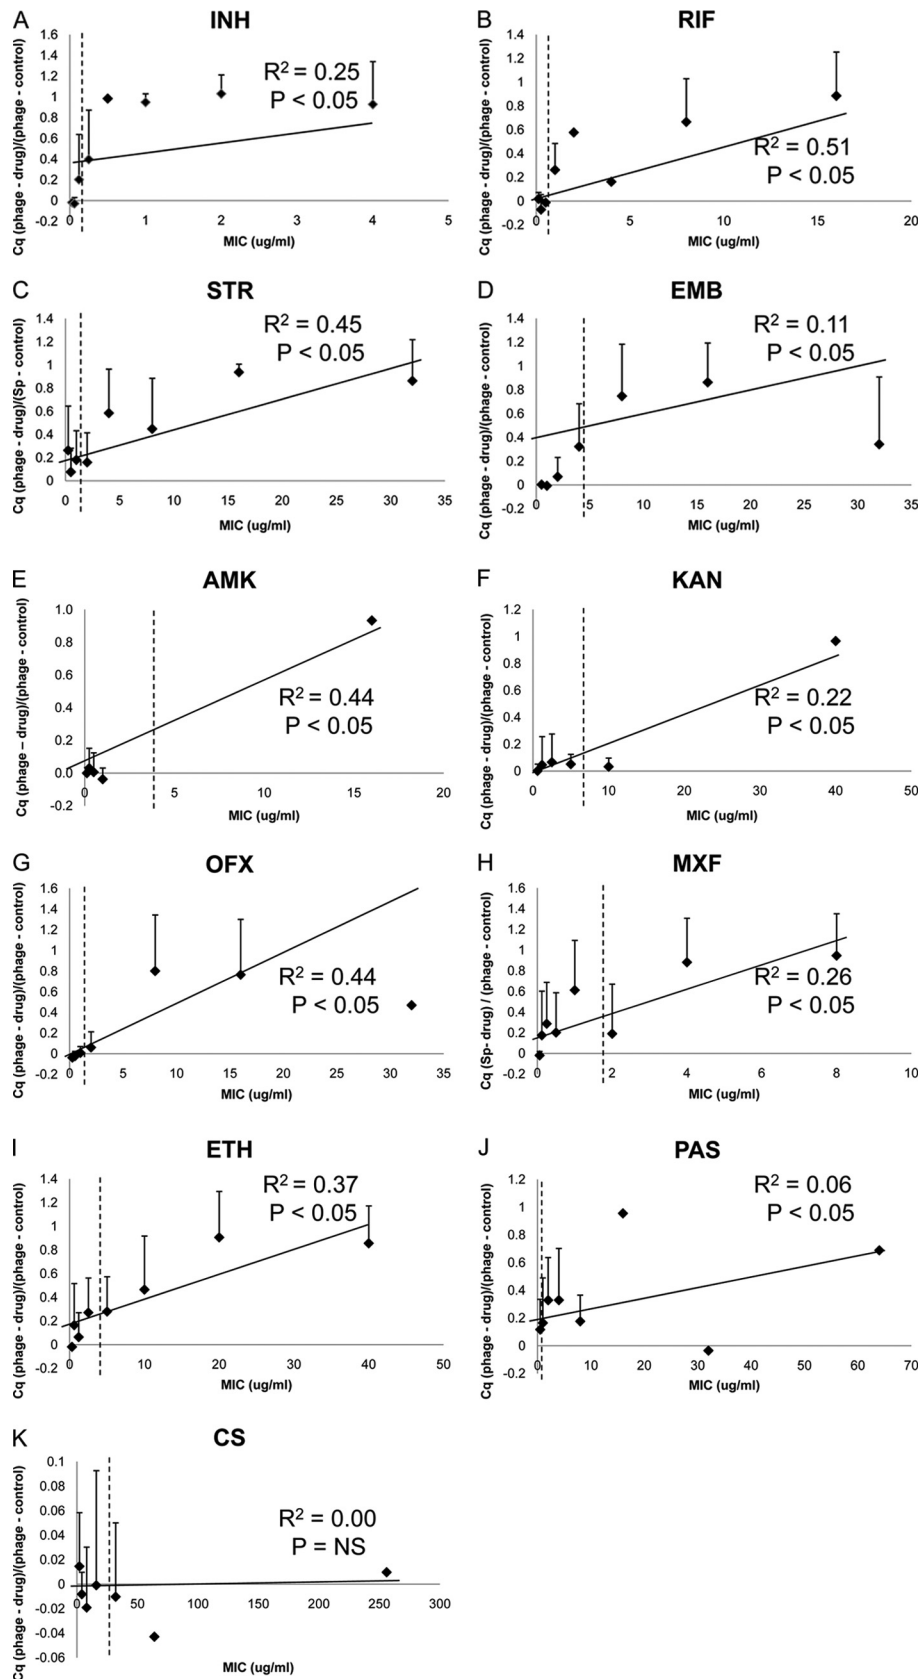 A
INH
Cq (phage - drug)/(phage - control)
1.6
1.4
1.2
1
0.8
0.6
0.4
0.2
0
-0.2
R² = 0.25
P < 0.05
0 1 2 3 4 5
MIC (ug/ml)
B
RIF
Cq (phage - drug)/(phage - control)
1.4
1.2
1
0.8
0.6
0.4
0.2
0
-0.2
R² = 0.51
P < 0.05
0 5 10 15 20
MIC (ug/ml)
C
STR
Cq (phage - drug)/(Sp - control)
1.4
1.2
1
0.8
0.6
0.4
0.2
0
-0.2
R² = 0.45
P < 0.05
0 5 10 15 20 25 30 35
MIC (ug/ml)
D
EMB
Cq (phage - drug)/(phage - control)
1.4
1.2
1
0.8
0.6
0.4
0.2
0
-0.2
R² = 0.11
P < 0.05
0 5 10 15 20 25 30 35
MIC (ug/ml)
E
AMK
Cq (phage – drug)/(phage - control)
1.0
0.8
0.6
0.4
0.2
0.0
-0.2
R² = 0.44
P < 0.05
0 5 10 15 20
MIC (ug/ml)
F
KAN
Cq (phage - drug)/(phage - control)
1.2
1
0.8
0.6
0.4
0.2
0
R² = 0.22
P < 0.05
0 10 20 30 40 50
MIC (ug/ml)
G
OFX
Cq (phage - drug)/(phage - control)
1.6
1.4
1.2
1
0.8
0.6
0.4
0.2
0
-0.2
R² = 0.44
P < 0.05
0 5 10 15 20 25 30 35
MIC (ug/ml)
H
MXF
Cq (Sp- drug) / (phage - control)
1.6
1.4
1.2
1
0.8
0.6
0.4
0.2
0
-0.2
R² = 0.26
P < 0.05
0 2 4 6 8 10
MIC (ug/ml)
I
ETH
Cq (phage - drug)/(phage - control)
1.4
1.2
1
0.8
0.6
0.4
0.2
0
-0.2
R² = 0.37
P < 0.05
0 10 20 30 40 50
MIC (ug/ml)
J
PAS
Cq (phage - drug)/(phage - control)
1.2
1
0.8
0.6
0.4
0.2
0
-0.2
R² = 0.06
P < 0.05
0 10 20 30 40 50 60 70
MIC (ug/ml)
K
CS
Cq (phage - drug)/(phage - control)
0.1
0.08
0.06
0.04
0.02
0
-0.02
-0.04
-0.06
R² = 0.00
P = NS
0 50 100 150 200 250 300
MIC (ug/ml)